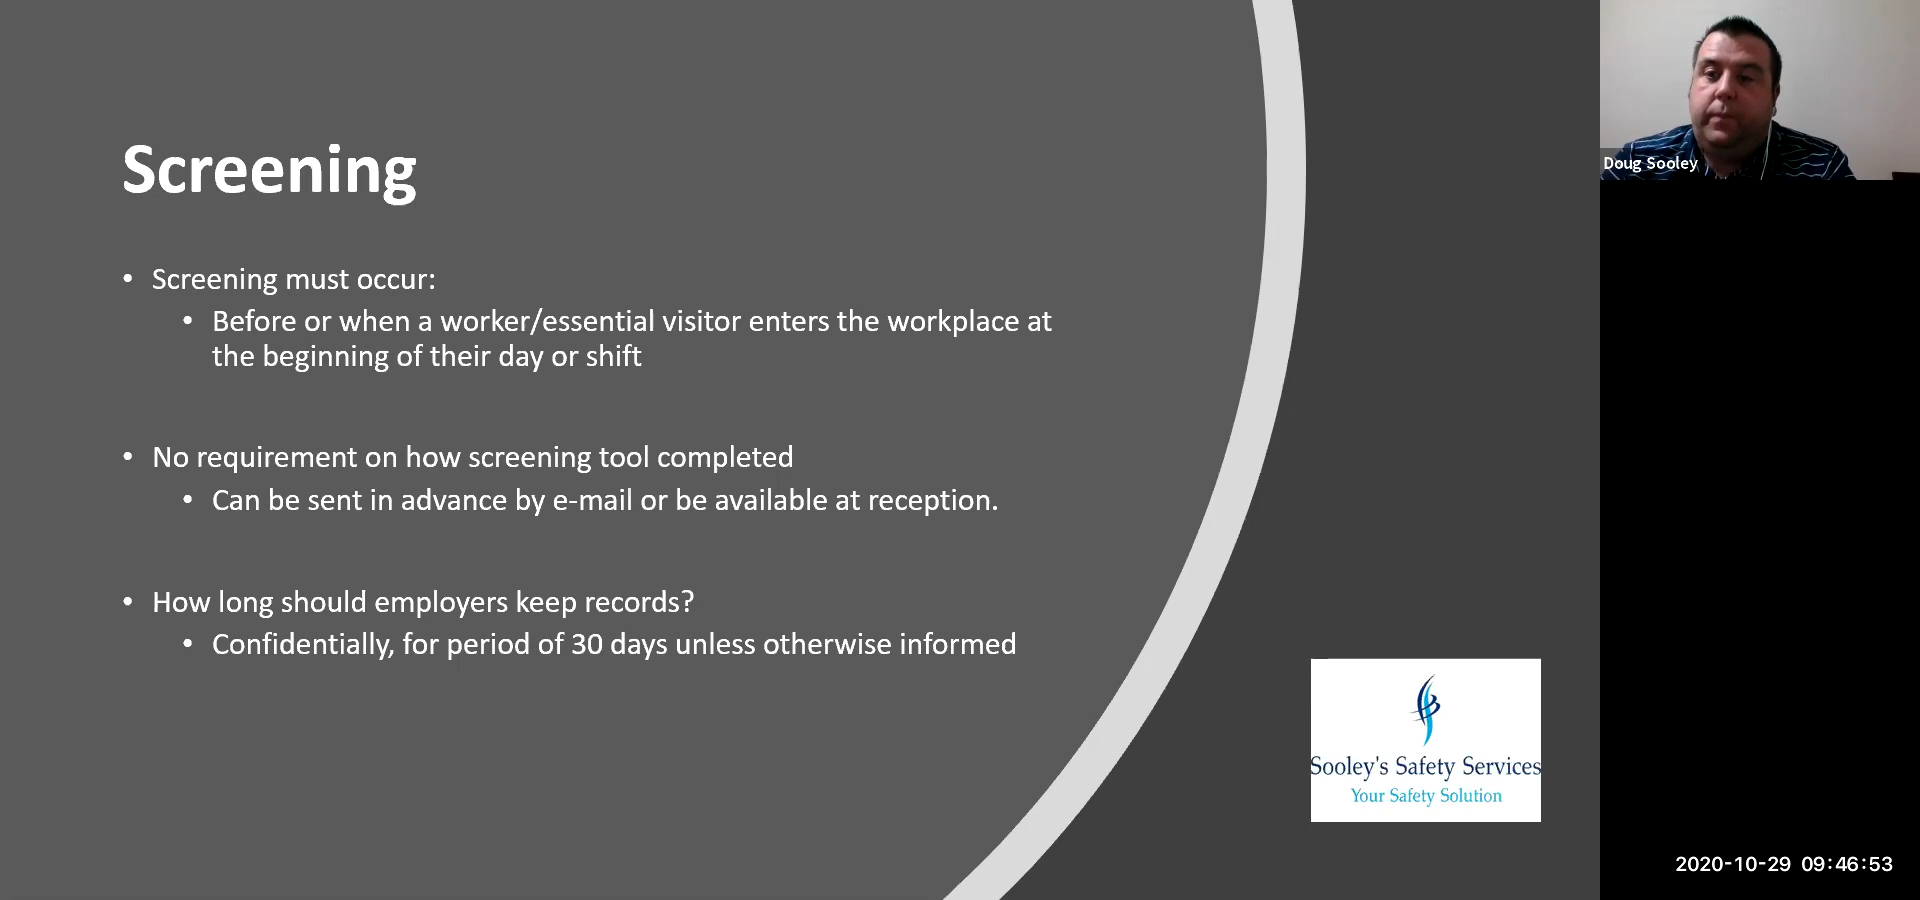 Screening
• Screening must occur:
• Before or when a worker/essential visitor enters the workplace at
the beginning of their day or shift
• No requirement on how screening tool completed
• Can be sent in advance by e-mail or be available at reception.
• How long should employers keep records?
• Confidentially, for period of 30 days unless otherwise informed
Sooley's Safety Services
Your Safety Solution
Doug Sooley
2020-10-29 09:46:53